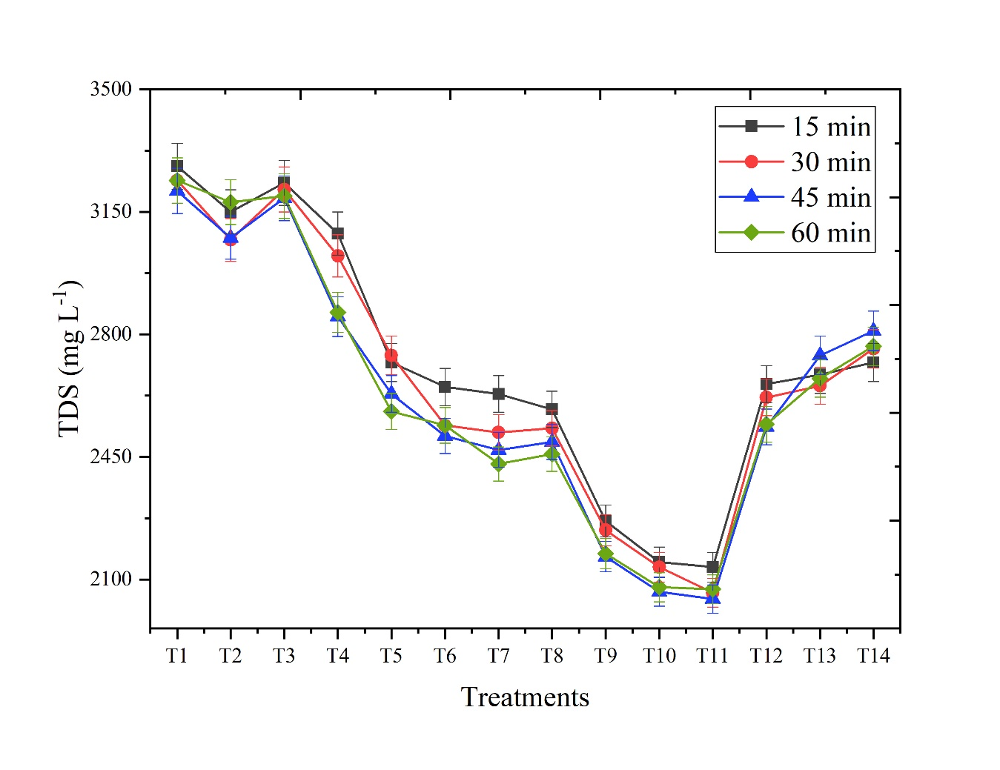 3500
3150
2800
2450
2100
TDS (mg L-1)
15 min
30 min
45 min
60 min
T1 T2 T3 T4 T5 T6 T7 T8 T9 T10 T11 T12 T13 T14
Treatments